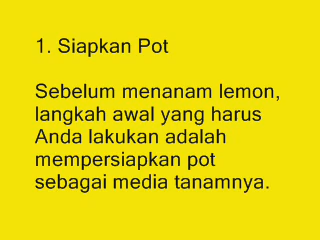 1. Siapkan Pot
Sebelum menanam lemon,
langkah awal yang harus
Anda lakukan adalah
mempersiapkan pot
sebagai media tanamnya.